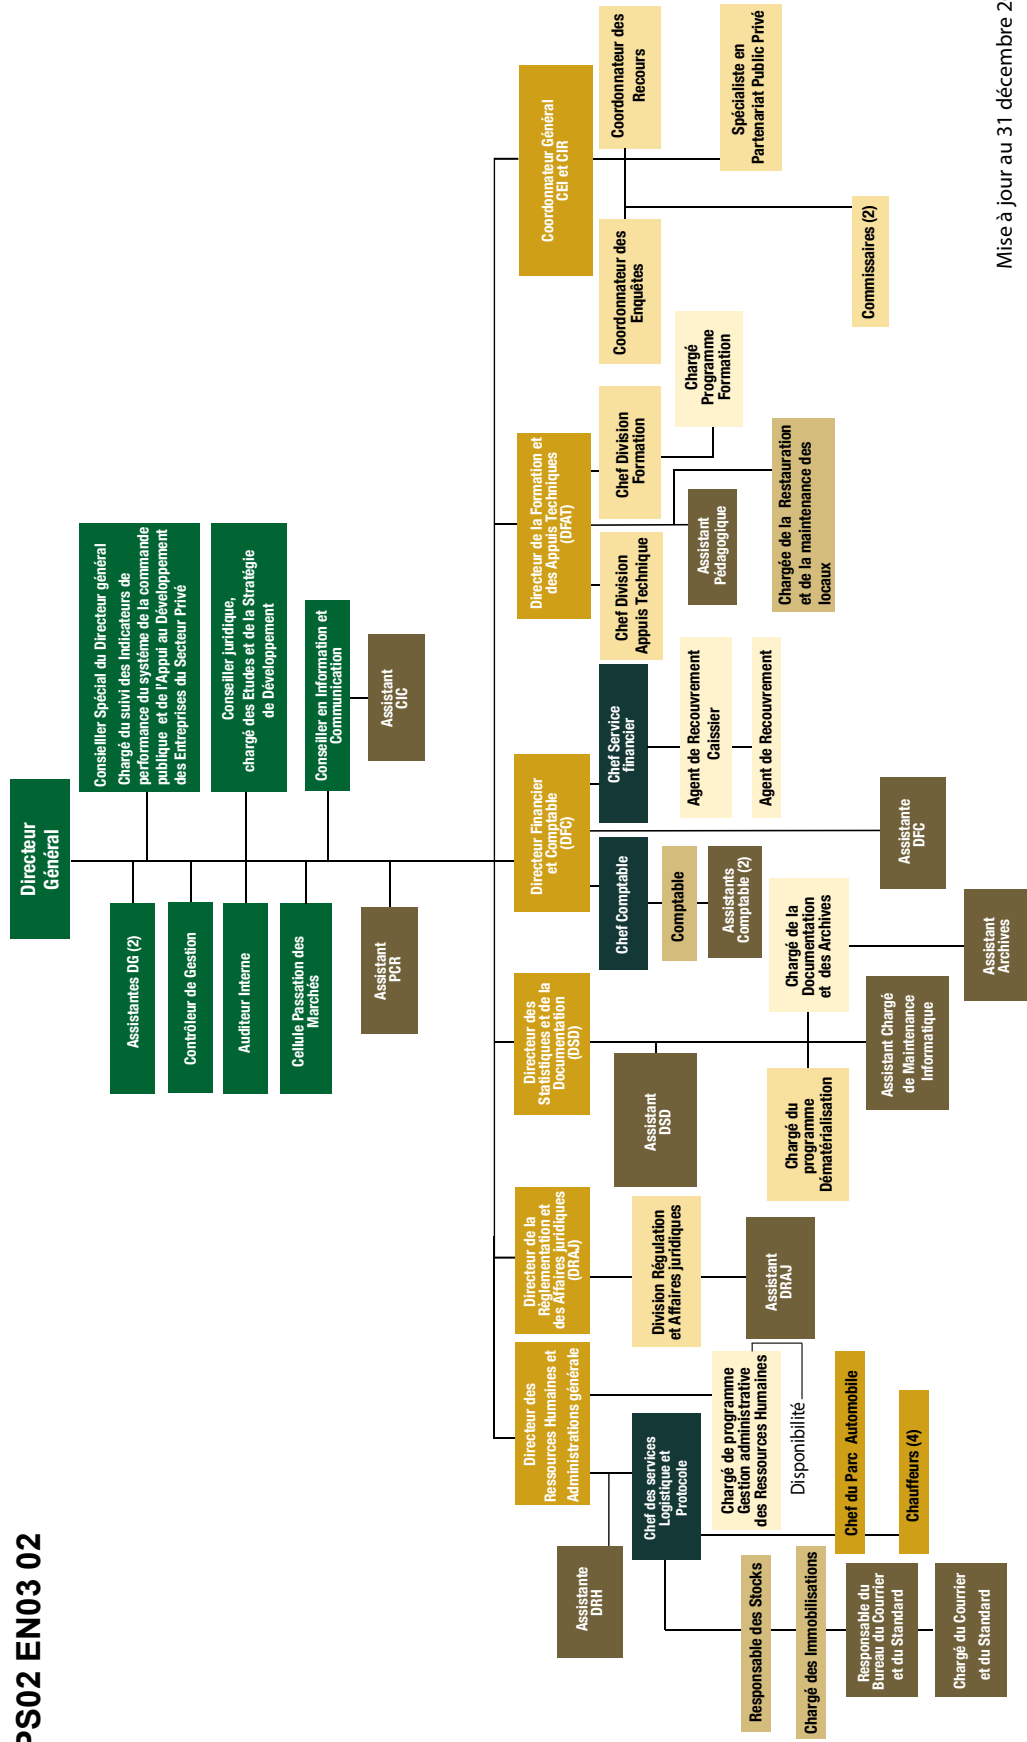 PS02 EN03 02
Directeur
Général
Consielller Spécial du Directeur général
Chargé du suivi des Indicateurs de
performance du systéme de la commande
publique et de l'Appui au Développement
des Entreprises du Secteur Privé
Conseiller juridique,
chargé des Etudes et de la Stratégie
de Développement
Conseiller en Information et
Communication
Assistant
CIC
Assistantes DG (2)
Contrôleur de Gestion
Auditeur Interne
Cellule Passation des
Marchés
Assistant
PCR
Directeur des
Ressources Humaines et
Administrations générale
Directeur de la
Règlementation et
des Affaires juridiques
(DRAJ)
Directeur des
Statistiques et de la
Documentation
(DSD)
Directeur Financier
et Comptable
(DFC)
Directeur de la Formation et
des Appuis Techniques
(DFAT)
Coordonnateur Général
CEI et CIR
Assistante
DRH
Chef des services
Logistique et
Protocole
Chargé de programme
Gestion administrative
des Ressources Humaines
Disponibilité
Responsable des Stocks
Chargé des Immobilisations
Responsable du
Bureau du Courrier
et du Standard
Chargé du Courrier
et du Standard
Chef du Parc Automobile
Chauffeurs (4)
Division Régulation
et Affaires juridiques
Assistant
DRAJ
Assistant
DSD
Chargé du
programme
Dématérialisation
Chargé de la
Documentation
et des Archives
Assistant Chargé
de Maintenance
Informatique
Assistant
Archives
Chef Comptable
Comptable
Assistants
Comptable (2)
Chef Service
financier
Agent de Recouvrement
Caissier
Agent de Recouvrement
Assistante
DFC
Chef Division
Appuis Technique
Chef Division
Formation
Chargé
Programme
Formation
Assistant
Pédagogique
Chargée de la Restauration
et de la maintenance des
locaux
Coordonnateur des
Enquêtes
Coordonnateur des
Recours
Spécialiste en
Partenariat Public Privé
Commissaires (2)
Mise à jour au 31 décembre 2